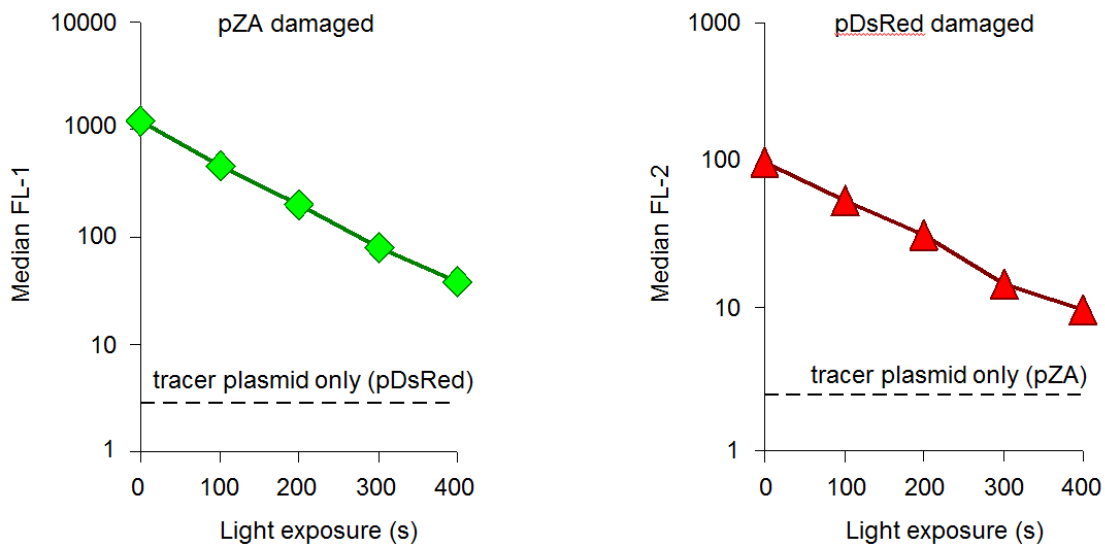 pZA damaged
10000
1000
100
10
1
Median FL-1
tracer plasmid only (pDsRed)
0 100 200 300 400
Light exposure (s)
pDsRed damaged
1000
100
10
1
Median FL-2
tracer plasmid only (pZA)
0 100 200 300 400
Light exposure (s)